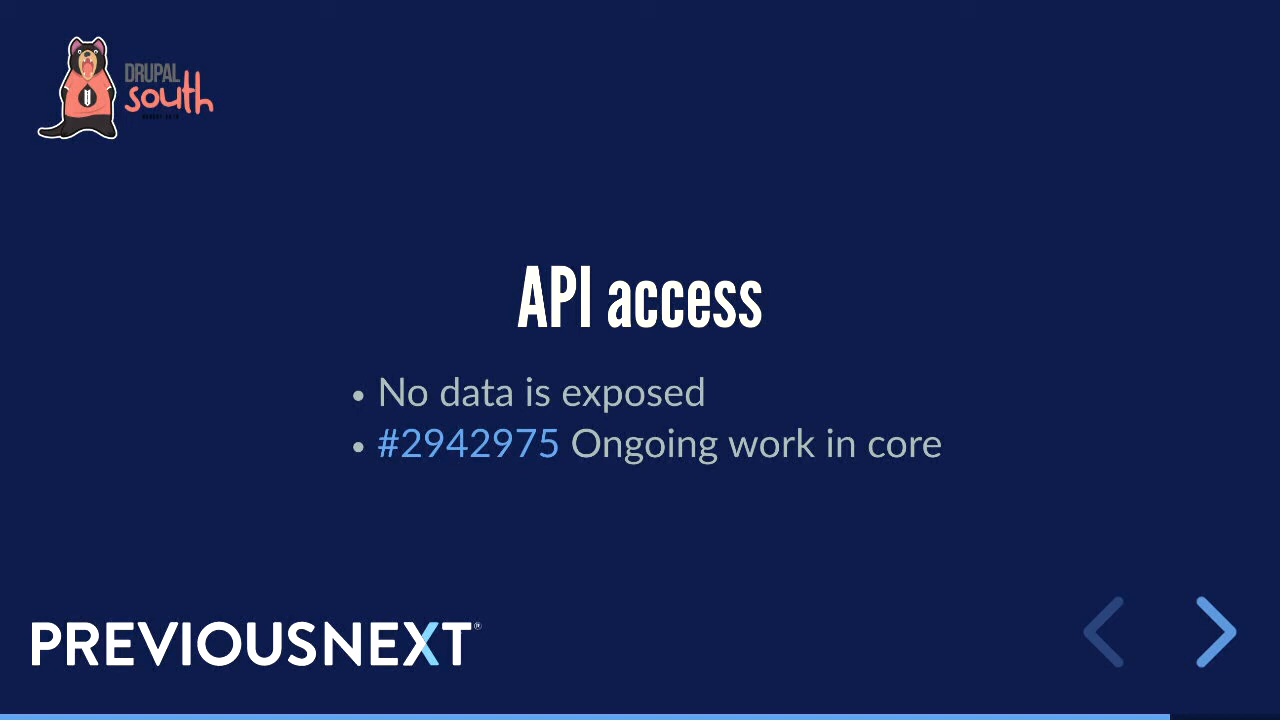 DRUPAL
south
API access
• No data is exposed
• #2942975 Ongoing work in core
PREVIOUSNEXT®